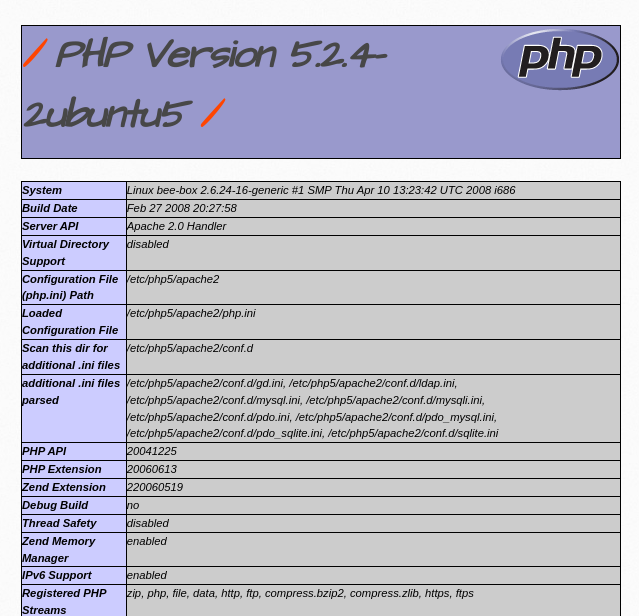 / PHP Version 5.2.4-
2ubuntu5 /
php
System Linux bee-box 2.6.24-16-generic #1 SMP Thu Apr 10 13:23:42 UTC 2008 i686
Build Date Feb 27 2008 20:27:58
Server API Apache 2.0 Handler
Virtual Directory disabled
Support
Configuration File /etc/php5/apache2
(php.ini) Path
Loaded /etc/php5/apache2/php.ini
Configuration File
Scan this dir for /etc/php5/apache2/conf.d
additional .ini files
additional .ini files /etc/php5/apache2/conf.d/gd.ini, /etc/php5/apache2/conf.d/ldap.ini,
parsed /etc/php5/apache2/conf.d/mysql.ini, /etc/php5/apache2/conf.d/mysqli.ini,
/etc/php5/apache2/conf.d/pdo.ini, /etc/php5/apache2/conf.d/pdo_mysql.ini,
/etc/php5/apache2/conf.d/pdo_sqlite.ini, /etc/php5/apache2/conf.d/sqlite.ini
PHP API 20041225
PHP Extension 20060613
Zend Extension 220060519
Debug Build no
Thread Safety disabled
Zend Memory enabled
Manager
IPv6 Support enabled
Registered PHP zip, php, file, data, http, ftp, compress.bzip2, compress.zlib, https, ftps
Streams